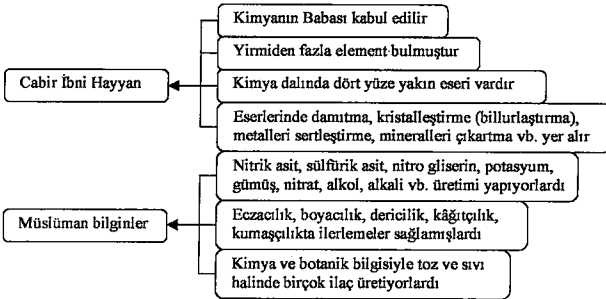 Kimyanın Babası kabul edilir
Yirmiden fazla element bulmuştur
Cabir İbni Hayyan
Kimya dalında dört yüze yakın eseri vardır
Eserlerinde damıtma, kristalleştirme (billurlaştırma),
metalleri sertleştirme, mineralleri çıkartma vb. yer alır
Nitrik asit, sülfürik asit, nitro gliserin, potasyum,
gümüş, nitrat, alkol, alkali vb. üretimi yapıyorlardı
Müslüman bilginler
Eczacılık, boyacılık, dericilik, kâğıtçılık,
kumaşçılıkta ilerlemeler sağlamışlardı
Kimya ve botanik bilgisiyle toz ve sıvı
halinde birçok ilaç üretiyorlardı